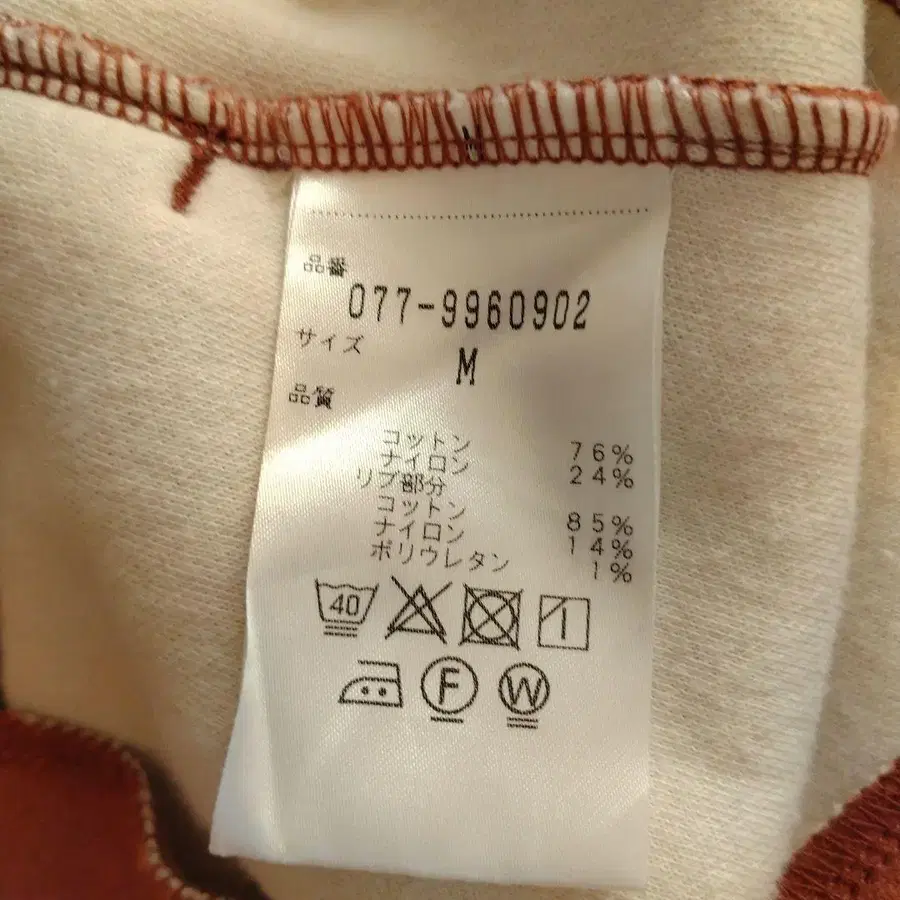 品番
077-9960902
サイズ
M
品質
コットン 76%
ナイロン 24%
リブ部分
コットン 85%
ナイロン 14%
ポリウレタン 1%
40
F
W